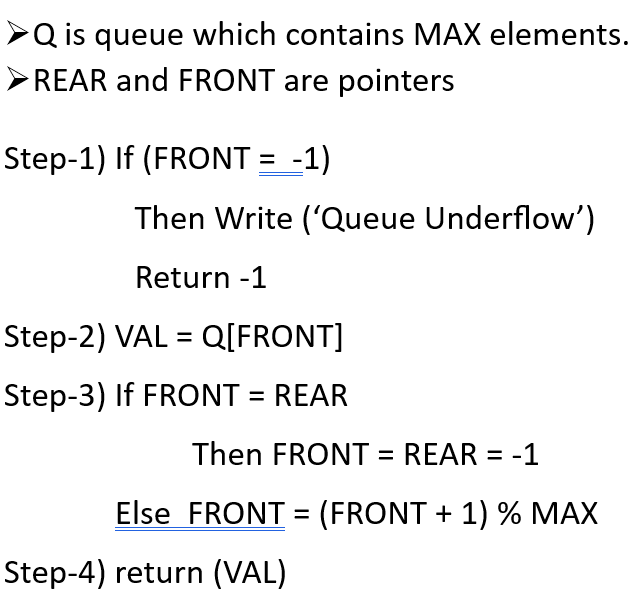 ➢Q is queue which contains MAX elements.
➢REAR and FRONT are pointers
Step-1) If (FRONT =  -1)
Then Write (‘Queue Underflow’)
Return -1
Step-2) VAL = Q[FRONT]
Step-3) If FRONT = REAR
Then FRONT = REAR = -1
Else  FRONT = (FRONT + 1) % MAX
Step-4) return (VAL)